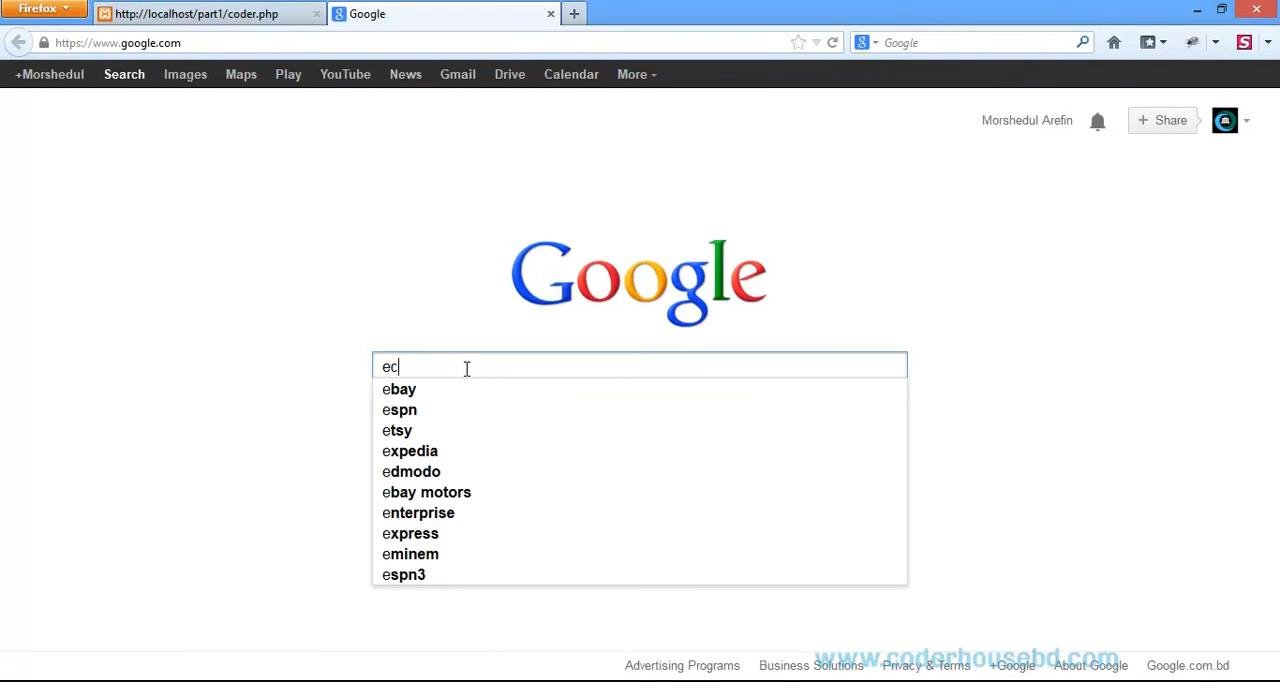 Firefox
http://localhost/part1/coder.php
Google
https://www.google.com
Google
+Morshedul Search Images Maps Play YouTube News Gmail Drive Calendar More
Morshedul Arefin + Share
Google
ec
ebay
espn
etsy
expedia
edmodo
ebay motors
enterprise
express
eminem
espn3
www.coderhousebd.com
Advertising Programs Business Solutions Privacy & Terms +Google About Google Google.com.bd